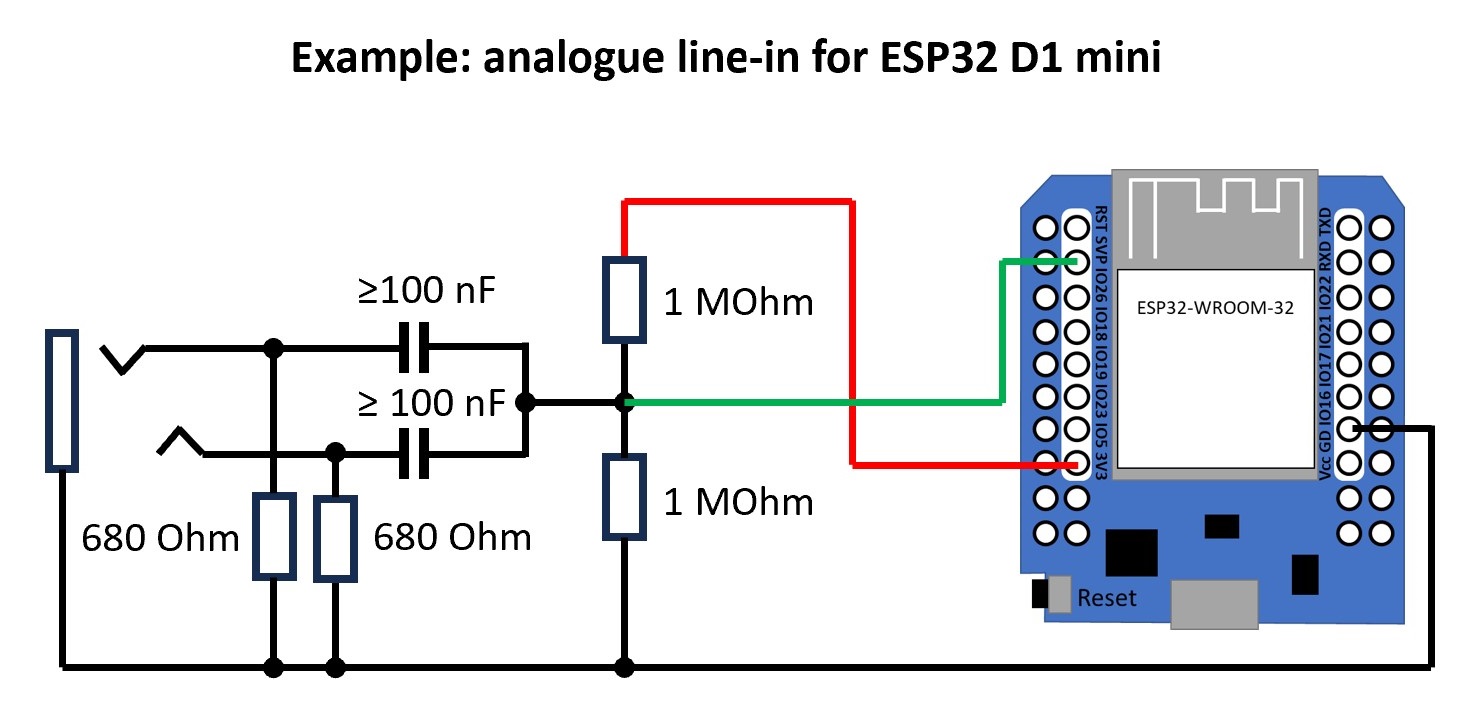 Example: analogue line-in for ESP32 D1 mini
≥100 nF
≥ 100 nF
1 MOhm
1 MOhm
680 Ohm
680 Ohm
RST SVP IO26 IO18 IO19 IO23 IO5 3V3
ESP32-WROOM-32
Vcc GD IO16 IO17 IO21 IO22 RXD TXD
Reset